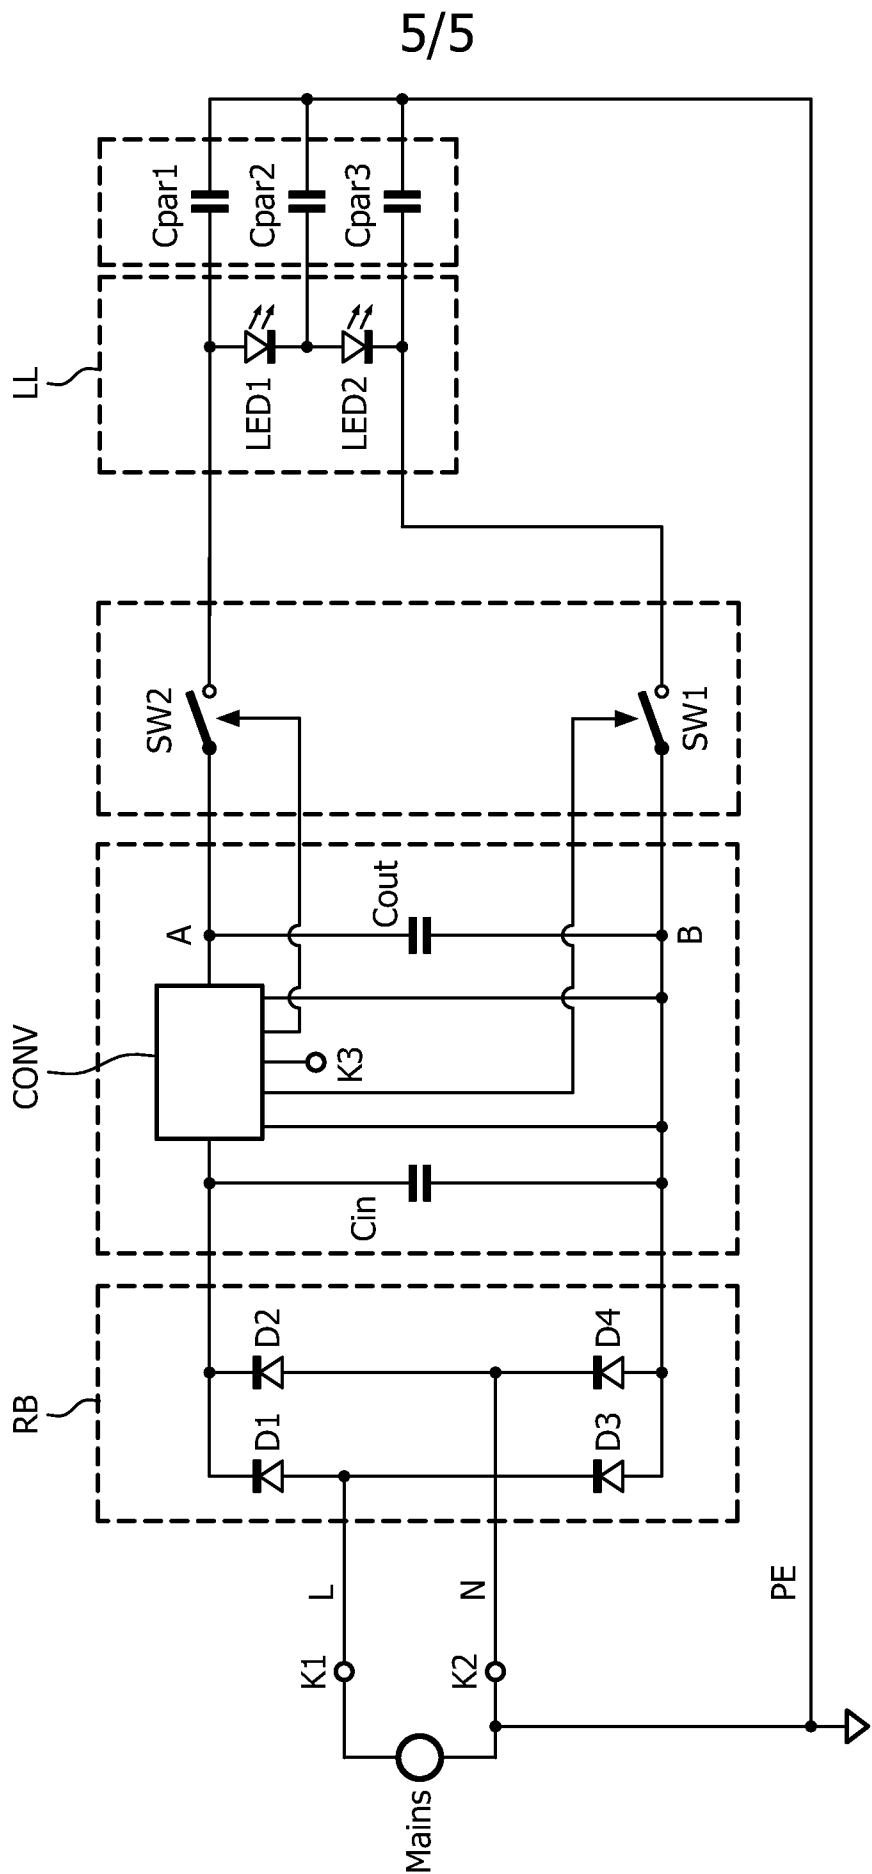 5/5
Mains
K1
K2
L
N
PE
RB
D1
D2
D3
D4
CONV
Cin
K3
Cout
A
B
SW2
SW1
LL
LED1
LED2
Cpar1
Cpar2
Cpar3